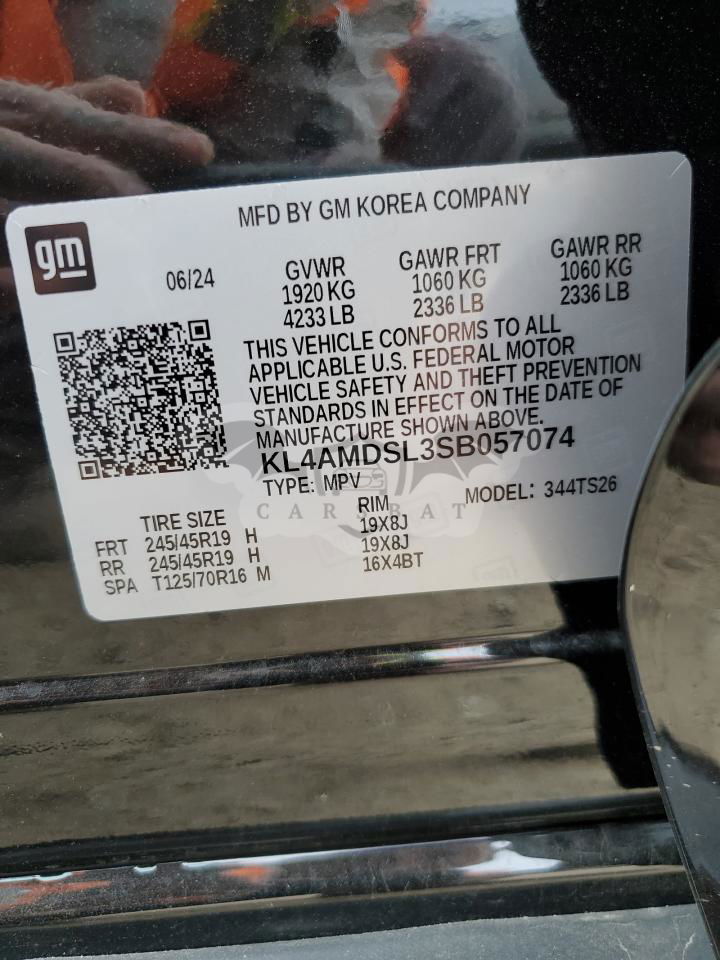 MFD BY GM KOREA COMPANY
gm
06/24
GVWR
1920 KG
4233 LB
GAWR FRT
1060 KG
2336 LB
GAWR RR
1060 KG
2336 LB
THIS VEHICLE CONFORMS TO ALL
APPLICABLE U.S. FEDERAL MOTOR
VEHICLE SAFETY AND THEFT PREVENTION
STANDARDS IN EFFECT ON THE DATE OF
MANUFACTURE SHOWN ABOVE.
KL4AMDSL3SB057074
TYPE: MPV
MODEL: 344TS26
CARSBAT
TIRE SIZE RIM
FRT 245/45R19 H 19X8J
RR 245/45R19 H 19X8J
SPA T125/70R16 M 16X4BT